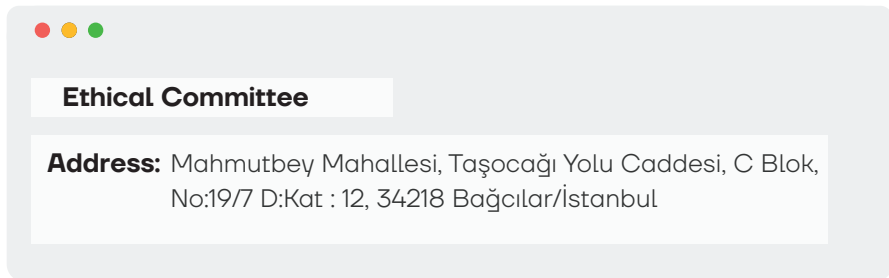 Ethical Committee
Address: Mahmutbey Mahallesi, Taşocağı Yolu Caddesi, C Blok,
No:19/7 D:Kat : 12, 34218 Bağcılar/İstanbul